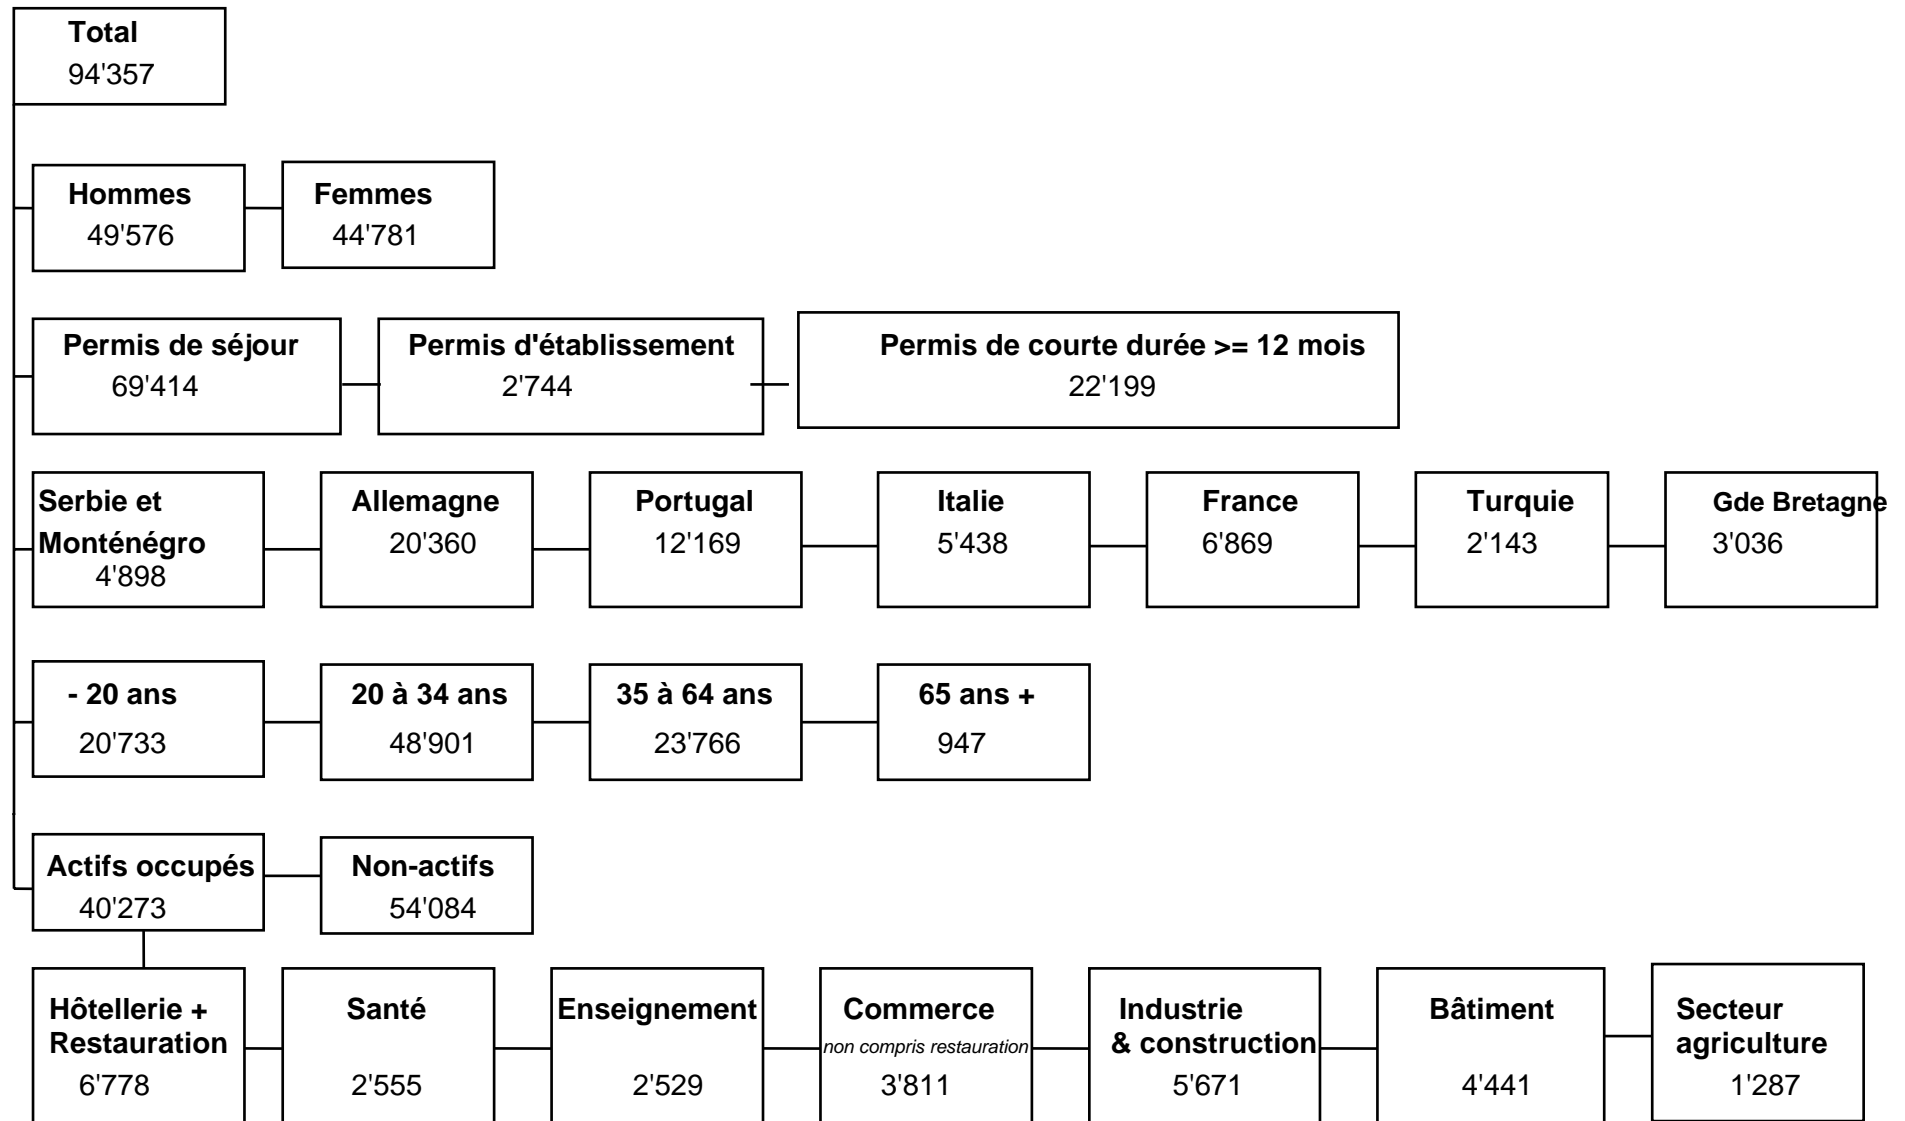 Total
94'357
Hommes
49'576
Femmes
44'781
Permis de séjour
69'414
Permis d'établissement
2'744
Permis de courte durée >= 12 mois
22'199
Serbie et
Monténégro
4'898
Allemagne
20'360
Portugal
12'169
Italie
5'438
France
6'869
Turquie
2'143
Gde Bretagne
3'036
- 20 ans
20'733
20 à 34 ans
48'901
35 à 64 ans
23'766
65 ans +
947
Actifs occupés
40'273
Non-actifs
54'084
Hôtellerie +
Restauration
6'778
Santé
2'555
Enseignement
2'529
Commerce
non compris restauration
3'811
Industrie
& construction
5'671
Bâtiment
4'441
Secteur
agriculture
1'287